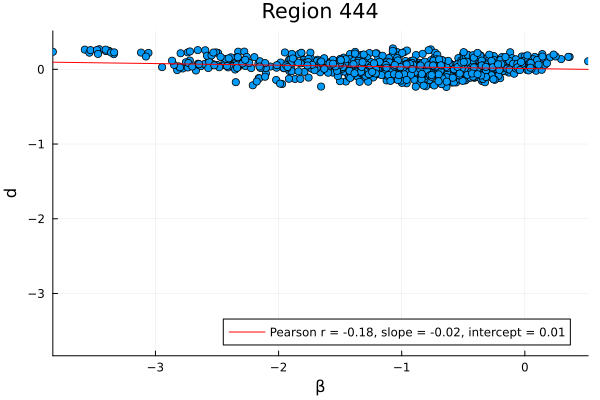 Region 444
0
−1
−2
−3
d
−3
−2
−1
0
β
Pearson r = -0.18, slope = -0.02, intercept = 0.01